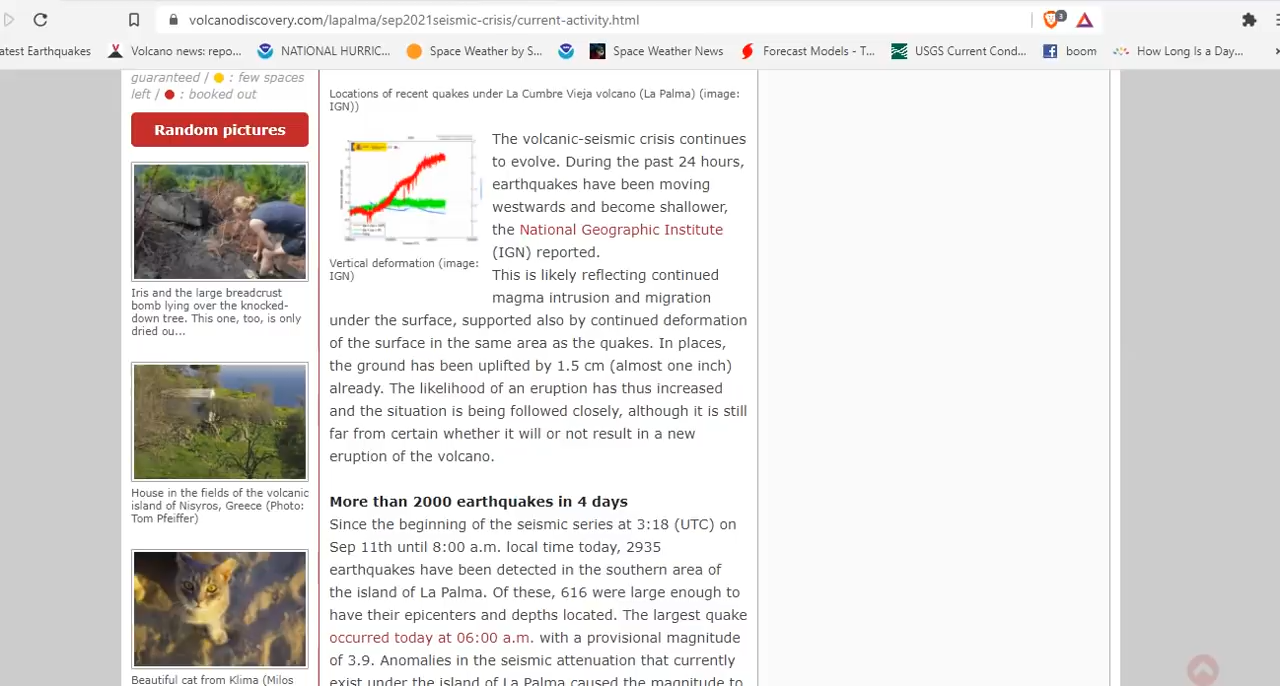 volcanodiscovery.com/lapalma/sep2021seismic-crisis/current-activity.html
3
atest Earthquakes
Volcano news: repo...
NATIONAL HURRIC...
Space Weather by S...
Space Weather News
Forecast Models - T...
USGS Current Cond...
boom
How Long Is a Day...
guaranteed / : few spaces
left / : booked out
Random pictures
Iris and the large breadcrust
bomb lying over the knocked-
down tree. This one, too, is only
dried ou...
House in the fields of the volcanic
island of Nisyros, Greece (Photo:
Tom Pfeiffer)
Beautiful cat from Klima (Milos
Locations of recent quakes under La Cumbre Vieja volcano (La Palma) (image:
IGN))
Vertical deformation (image:
IGN)
The volcanic-seismic crisis continues
to evolve. During the past 24 hours,
earthquakes have been moving
westwards and become shallower,
the National Geographic Institute
(IGN) reported.
This is likely reflecting continued
magma intrusion and migration
under the surface, supported also by continued deformation
of the surface in the same area as the quakes. In places,
the ground has been uplifted by 1.5 cm (almost one inch)
already. The likelihood of an eruption has thus increased
and the situation is being followed closely, although it is still
far from certain whether it will or not result in a new
eruption of the volcano.
More than 2000 earthquakes in 4 days
Since the beginning of the seismic series at 3:18 (UTC) on
Sep 11th until 8:00 a.m. local time today, 2935
earthquakes have been detected in the southern area of
the island of La Palma. Of these, 616 were large enough to
have their epicenters and depths located. The largest quake
occurred today at 06:00 a.m. with a provisional magnitude
of 3.9. Anomalies in the seismic attenuation that currently
exist under the island of La Palma caused the magnitude to